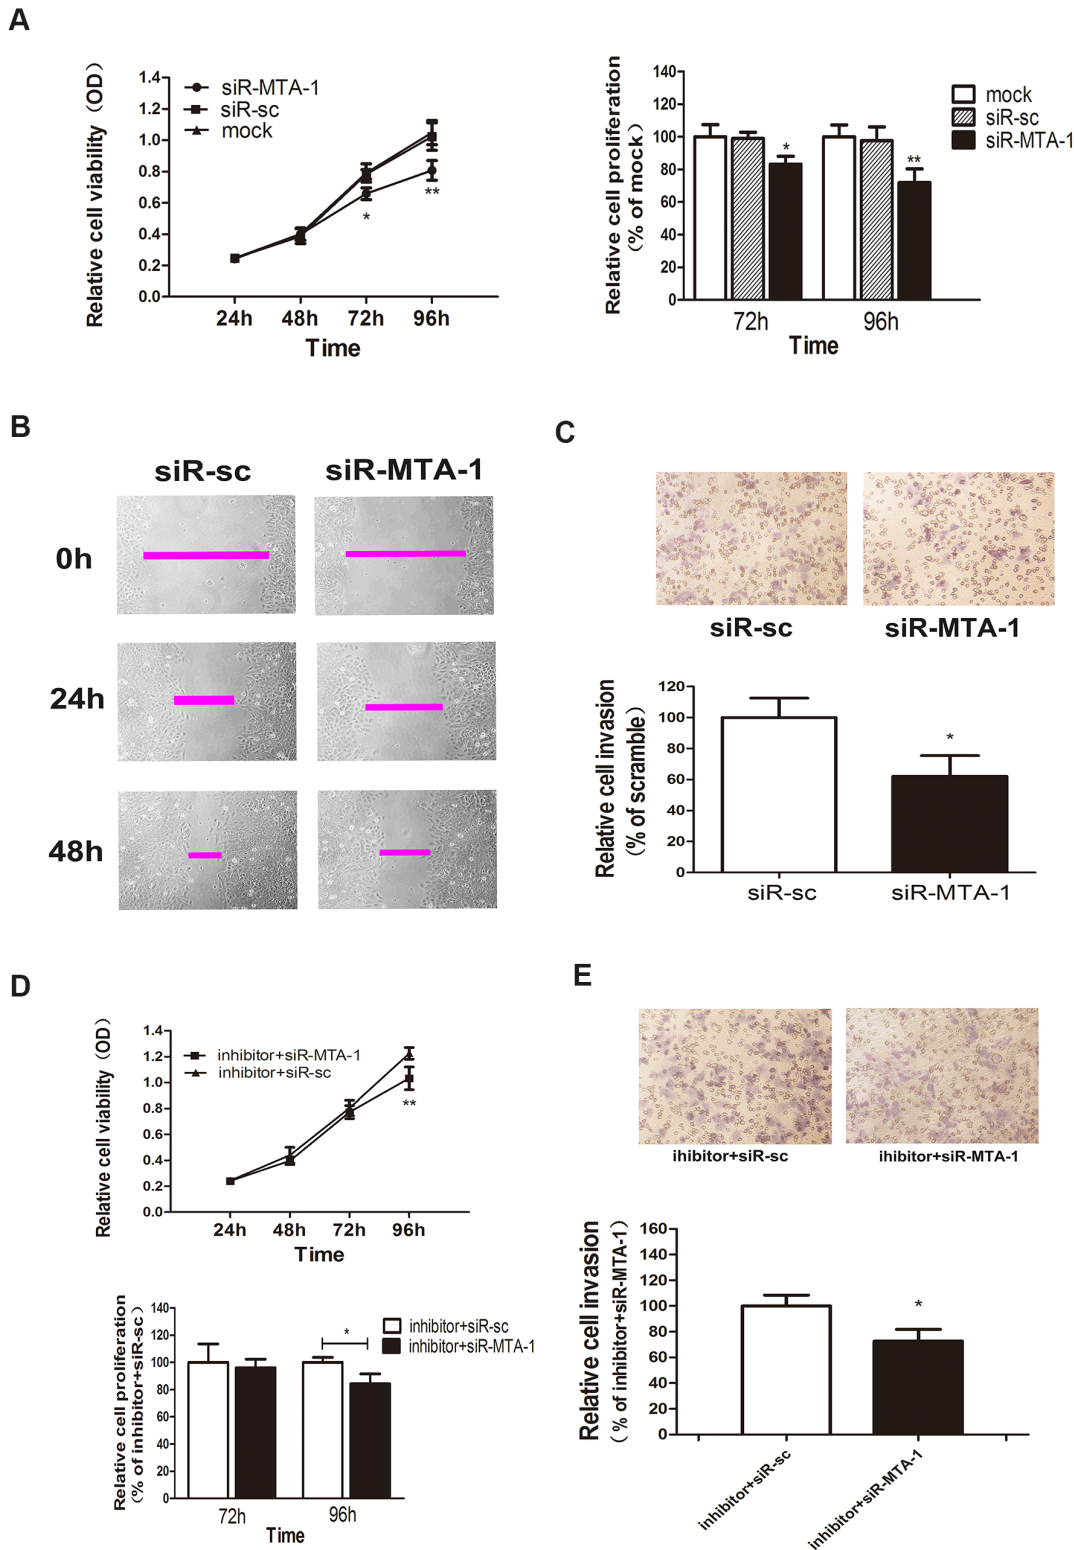 A
Relative cell viability (OD)
1.4
1.2
1.0
0.8
0.6
0.4
0.2
0.0
siR-MTA-1
siR-sc
mock
*
**
24h 48h 72h 96h
Time
Relative cell proliferation
(% of mock)
140
120
100
80
60
40
20
0
mock
siR-sc
siR-MTA-1
*
**
72h 96h
Time
B
siR-sc siR-MTA-1
0h
24h
48h
C
siR-sc siR-MTA-1
Relative cell invasion
(% of scramble)
120
100
80
60
40
20
0
*
siR-sc siR-MTA-1
D
Relative cell viability (OD)
1.4
1.2
1.0
0.8
0.6
0.4
0.2
0.0
inhibitor+siR-MTA-1
inhibitor+siR-sc
**
24h 48h 72h 96h
Time
Relative cell proliferation
(% of inhibitor+siR-sc)
140
120
100
80
60
40
20
0
*
inhibitor+siR-sc
inhibitor+siR-MTA-1
72h 96h
Time
E
ihibitor+siR-sc ihibitor+siR-MTA-1
Relative cell invasion
( % of inhibitor+siR-MTA-1)
160
140
120
100
80
60
40
20
0
*
inhibitor+siR-sc
inhibitor+siR-MTA-1